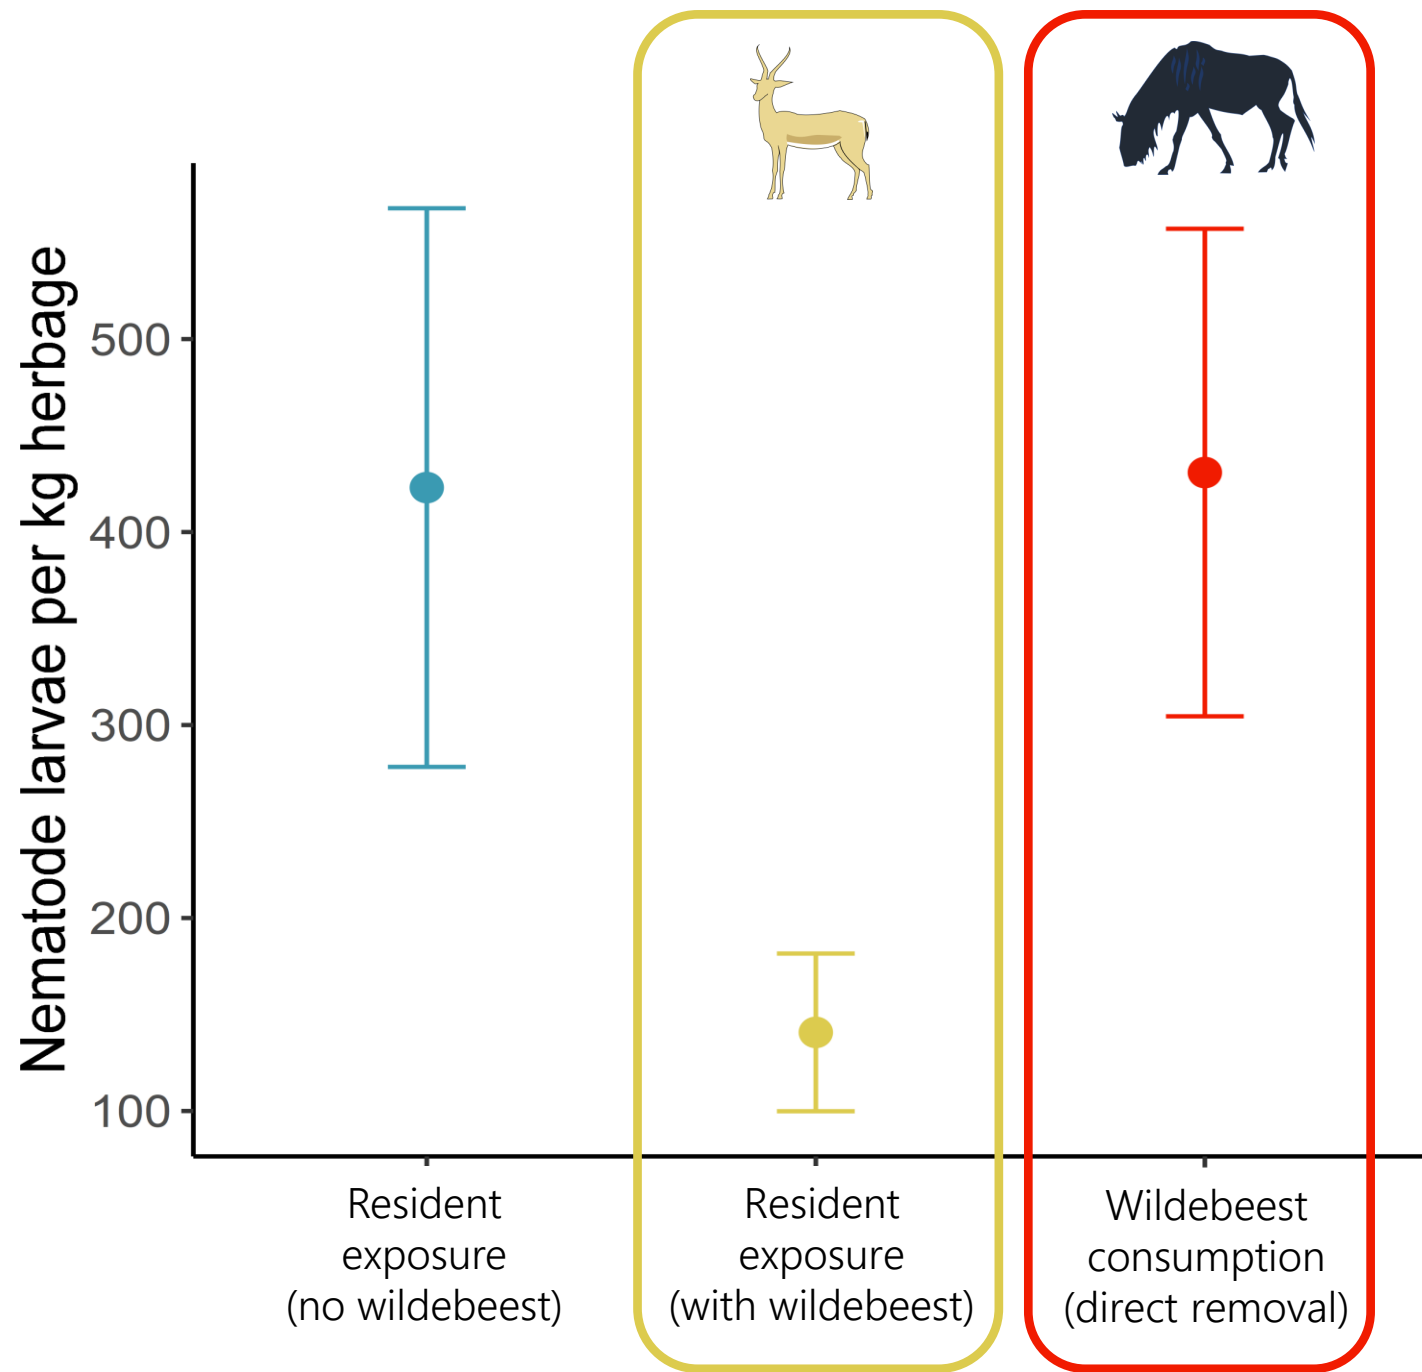 Nematode larvae per kg herbage
500
400
300
200
100
Resident
exposure
(no wildebeest)
Resident
exposure
(with wildebeest)
Wildebeest
consumption
(direct removal)